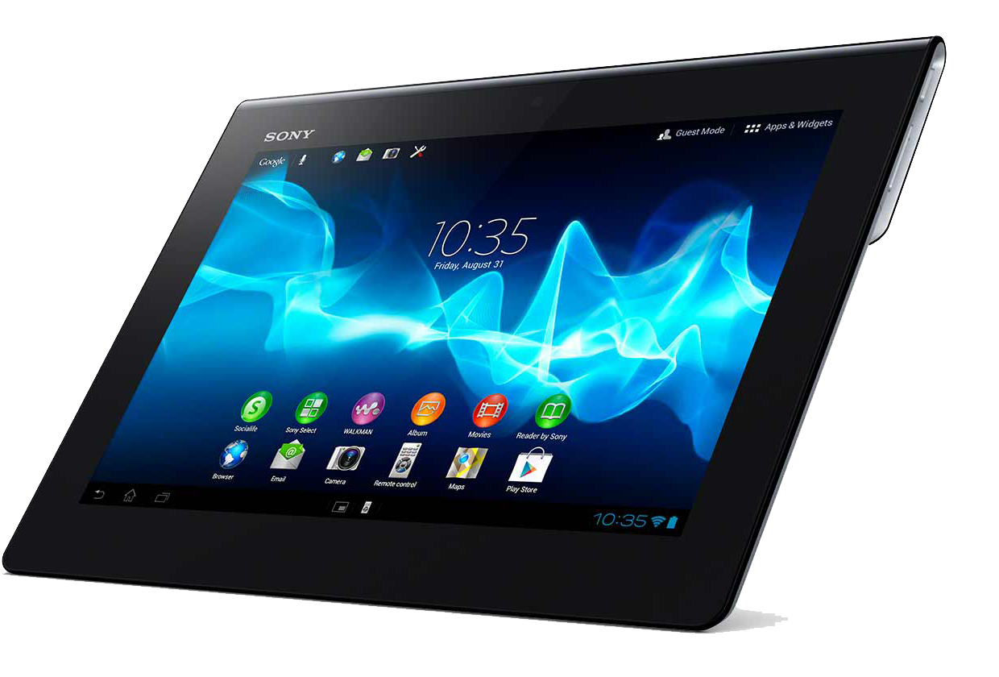 SONY
Google
Guest Mode
Apps & Widgets
10:35
Friday, August 31
Socialife
Sony Select
WALKMAN
Album
Movies
Reader by Sony
Browser
Email
Camera
Remote control
Maps
Play Store
10:35